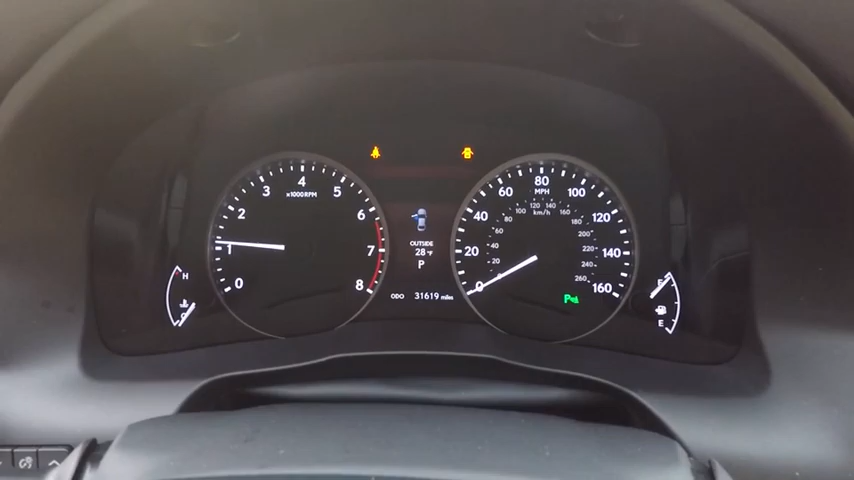 0
1
2
3
4
5
6
7
8
x1000RPM
H
C
OUTSIDE
28 °F
P
ODO 31619 miles
0
20
40
60
80
100
120
140
160
MPH
20
40
60
80
100
120
140
160
180
200
220
240
260
km/h
P
F
E